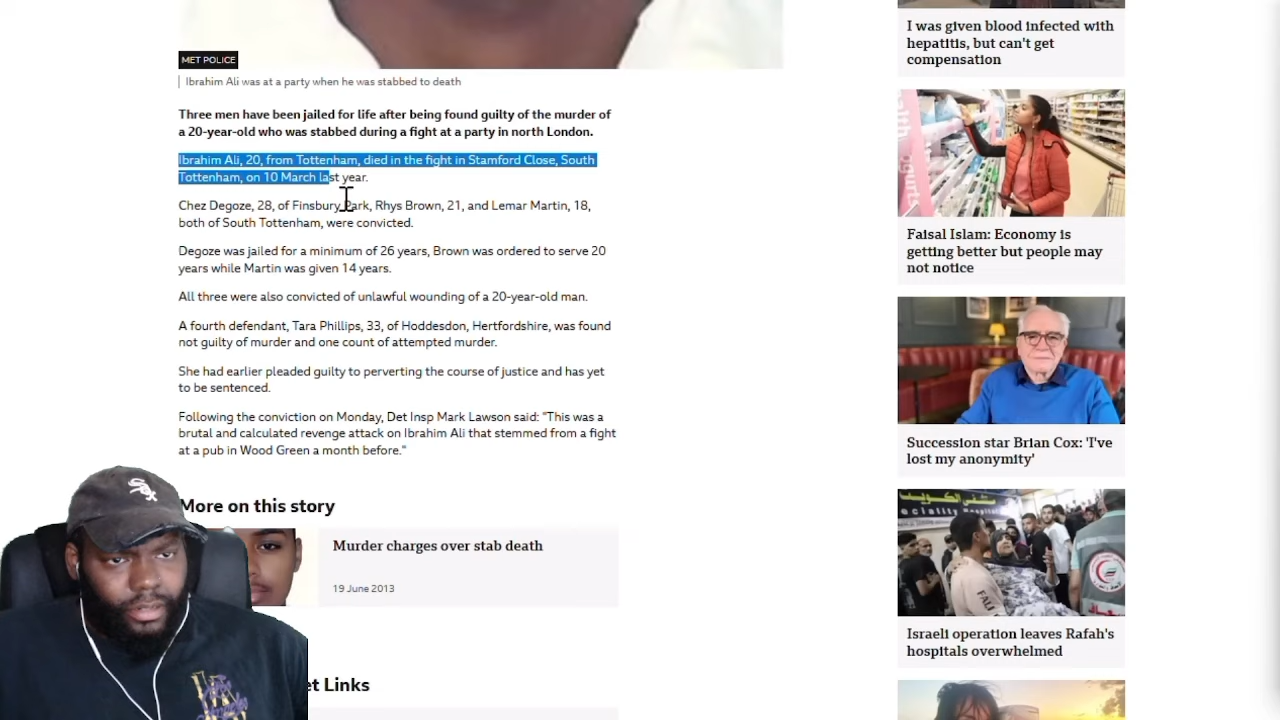 MET POLICE
Ibrahim Ali was at a party when he was stabbed to death
Three men have been jailed for life after being found guilty of the murder of
a 20-year-old who was stabbed during a fight at a party in north London.
Ibrahim Ali, 20, from Tottenham, died in the fight in Stamford Close, South
Tottenham, on 10 March last year.
Chez Degoze, 28, of Finsbury Park, Rhys Brown, 21, and Lemar Martin, 18,
both of South Tottenham, were convicted.
Degoze was jailed for a minimum of 26 years, Brown was ordered to serve 20
years while Martin was given 14 years.
All three were also convicted of unlawful wounding of a 20-year-old man.
A fourth defendant, Tara Phillips, 33, of Hoddesdon, Hertfordshire, was found
not guilty of murder and one count of attempted murder.
She had earlier pleaded guilty to perverting the course of justice and has yet
to be sentenced.
Following the conviction on Monday, Det Insp Mark Lawson said: "This was a
brutal and calculated revenge attack on Ibrahim Ali that stemmed from a fight
at a pub in Wood Green a month before."
More on this story
Murder charges over stab death
19 June 2013
et Links
I was given blood infected with
hepatitis, but can't get
compensation
Faisal Islam: Economy is
getting better but people may
not notice
Succession star Brian Cox: 'I've
lost my anonymity'
مستشفى الكويت
eciality Hospital
Israeli operation leaves Rafah's
hospitals overwhelmed